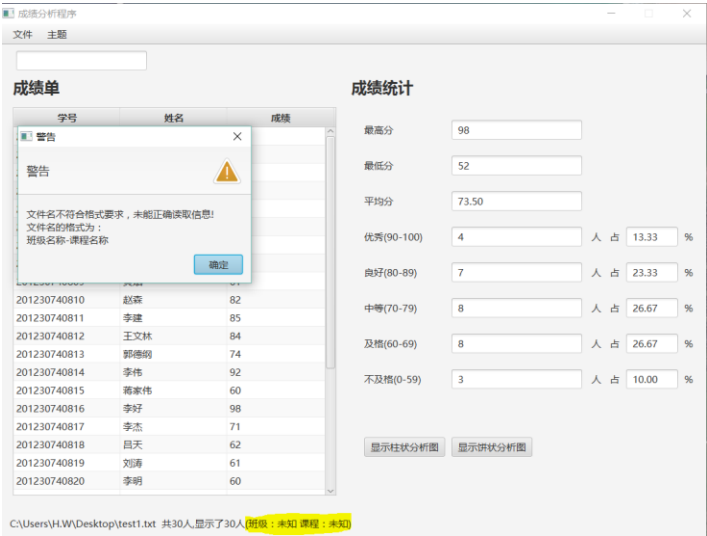 成绩分析程序
文件 主题
成绩单
学号 姓名 成绩
警告
警告
文件名不符合格式要求，未能正确读取信息!
文件名的格式为：
班级名称-课程名称
确定
201230740810 赵森 82
201230740811 李建 85
201230740812 王文林 84
201230740813 郭德纲 74
201230740814 李伟 92
201230740815 蒋家伟 60
201230740816 李好 98
201230740817 李杰 71
201230740818 吕天 62
201230740819 刘涛 61
201230740820 李明 60
成绩统计
最高分 98
最低分 52
平均分 73.50
优秀(90-100) 4 人 占 13.33 %
良好(80-89) 7 人 占 23.33 %
中等(70-79) 8 人 占 26.67 %
及格(60-69) 8 人 占 26.67 %
不及格(0-59) 3 人 占 10.00 %
显示柱状分析图 显示饼状分析图
C:\Users\H.W\Desktop\test1.txt 共30人,显示了30人(班级：未知 课程：未知)